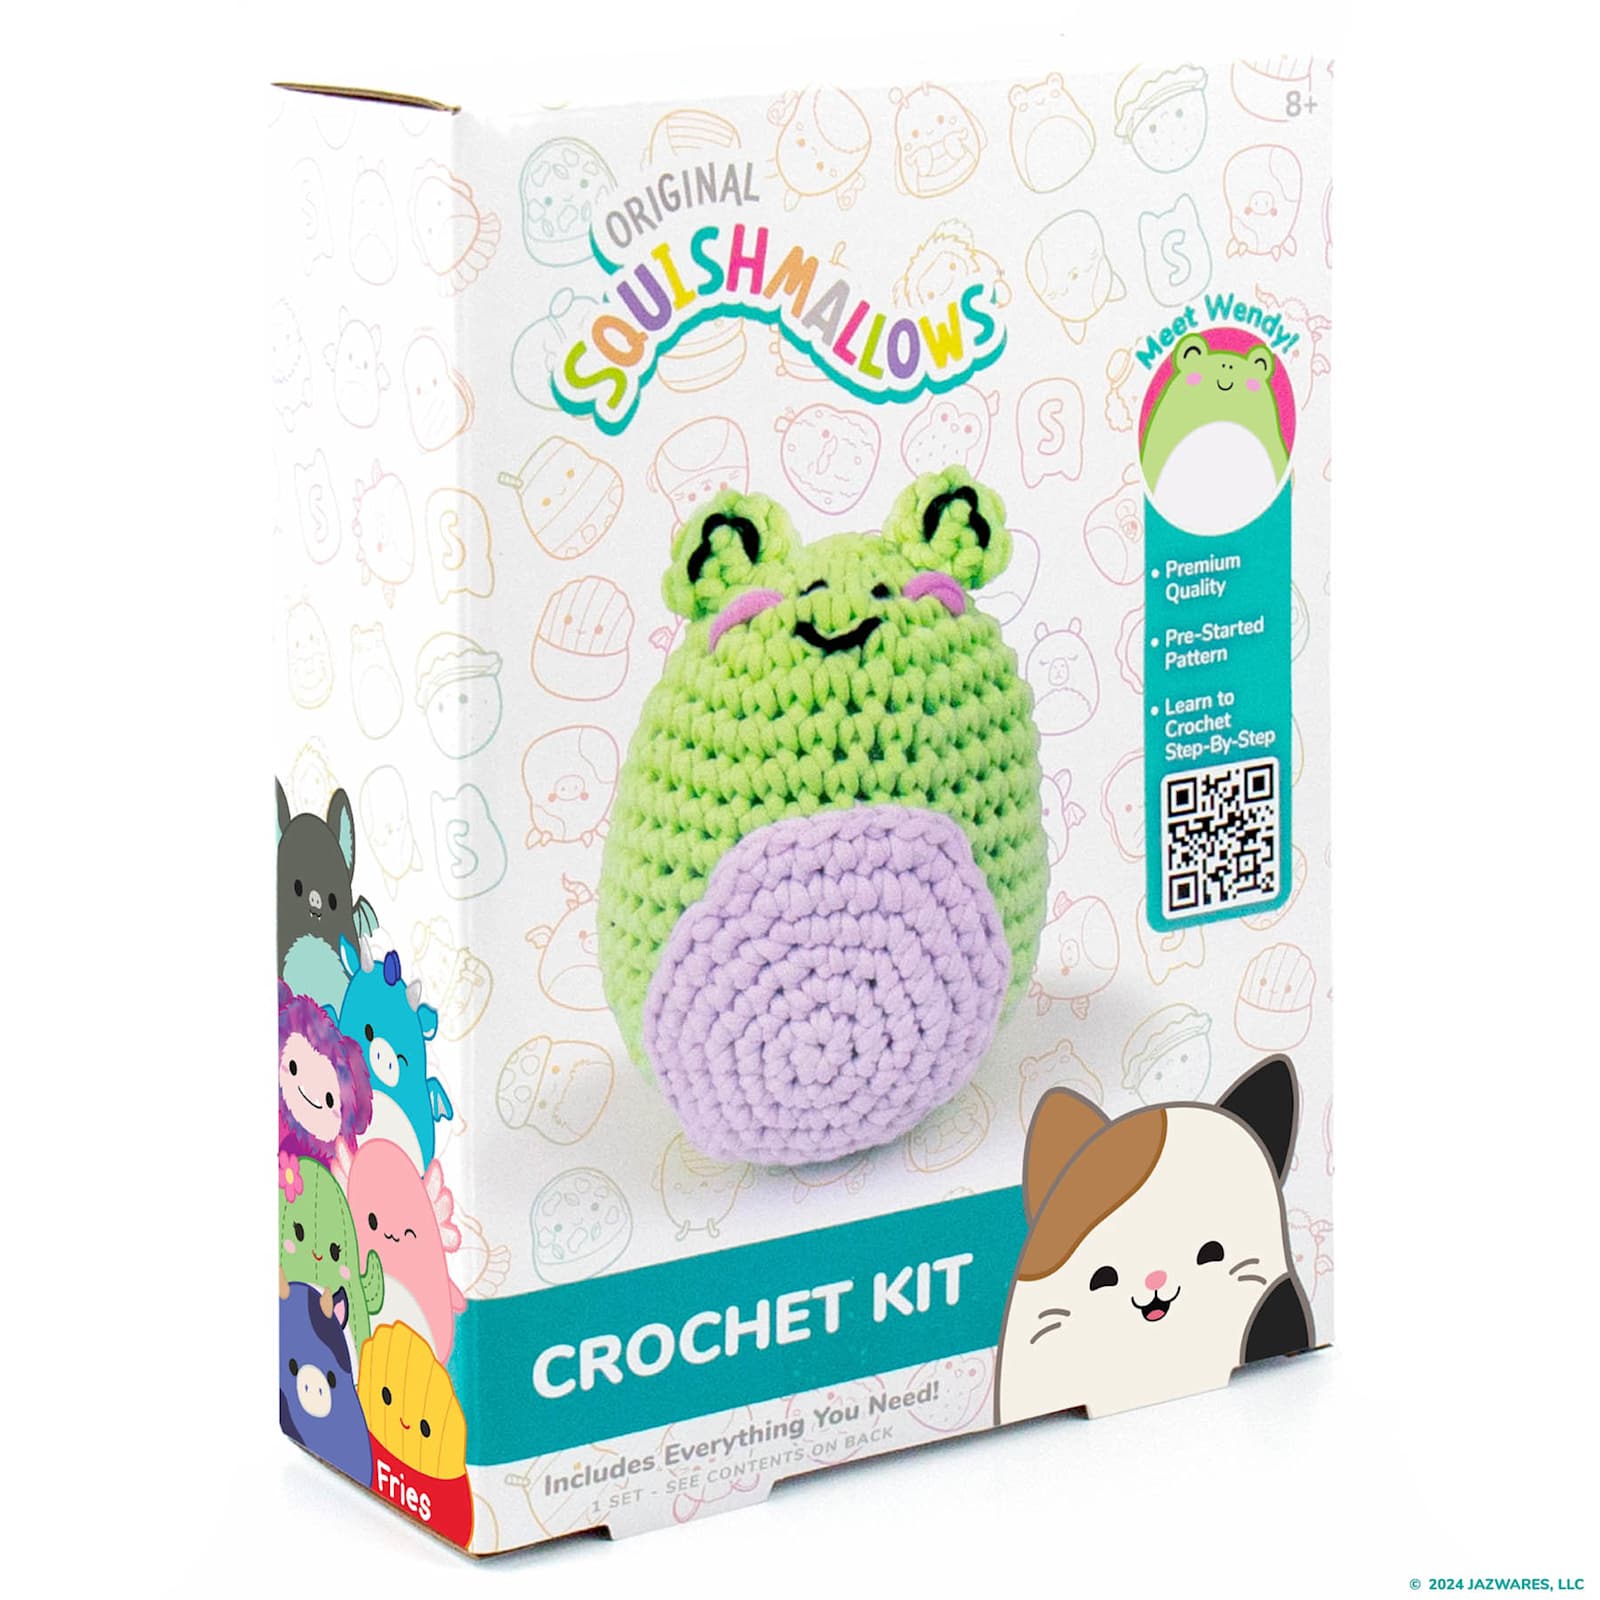 8+
ORIGINAL
SQUISHMALLOWS
Meet Wendy!
• Premium
Quality
• Pre-Started
Pattern
• Learn to
Crochet
Step-By-Step
S
S
S
S
S
S
CROCHET KIT
Includes Everything You Need!
1 SET - SEE CONTENTS ON BACK
Fries
© 2024 JAZWARES, LLC